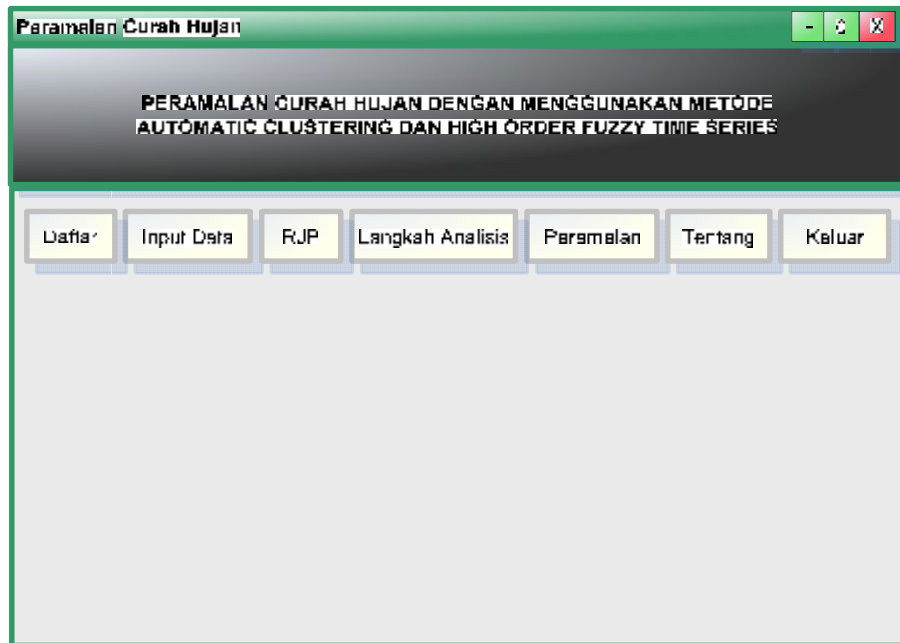 Peramalan Curah Hujan
PERAMALAN CURAH HUJAN DENGAN MENGGUNAKAN METODE
AUTOMATIC CLUSTERING DAN HIGH ORDER FUZZY TIME SERIES
Daftar Input Data RJP Langkah Analisis Peramalan Tentang Keluar